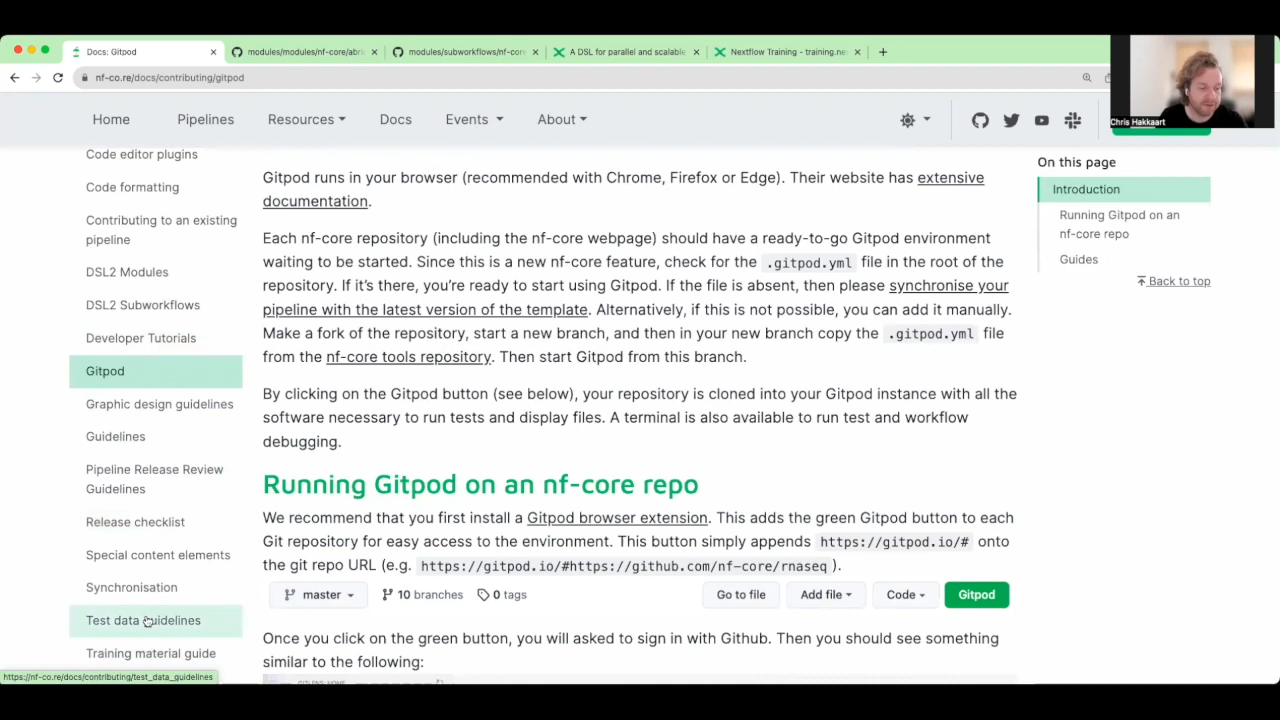 Docs: Gitpod
modules/modules/nf-core/abri
modules/subworkflows/nf-core
A DSL for parallel and scalable
Nextflow Training - training.ne
nf-co.re/docs/contributing/gitpod
Chris Hakkaart
Home
Pipelines
Resources
Docs
Events
About
Code editor plugins
Code formatting
Contributing to an existing
pipeline
DSL2 Modules
DSL2 Subworkflows
Developer Tutorials
Gitpod
Graphic design guidelines
Guidelines
Pipeline Release Review
Guidelines
Release checklist
Special content elements
Synchronisation
Test data guidelines
Training material guide
https://nf-co.re/docs/contributing/test_data_guidelines
Gitpod runs in your browser (recommended with Chrome, Firefox or Edge). Their website has extensive
documentation.
Each nf-core repository (including the nf-core webpage) should have a ready-to-go Gitpod environment
waiting to be started. Since this is a new nf-core feature, check for the .gitpod.yml file in the root of the
repository. If it's there, you're ready to start using Gitpod. If the file is absent, then please synchronise your
pipeline with the latest version of the template. Alternatively, if this is not possible, you can add it manually.
Make a fork of the repository, start a new branch, and then in your new branch copy the .gitpod.yml file
from the nf-core tools repository. Then start Gitpod from this branch.
By clicking on the Gitpod button (see below), your repository is cloned into your Gitpod instance with all the
software necessary to run tests and display files. A terminal is also available to run test and workflow
debugging.
Running Gitpod on an nf-core repo
We recommend that you first install a Gitpod browser extension. This adds the green Gitpod button to each
Git repository for easy access to the environment. This button simply appends https://gitpod.io/# onto
the git repo URL (e.g. https://gitpod.io/#https://github.com/nf-core/rnaseq ).
master
10 branches
0 tags
Go to file
Add file
Code
Gitpod
Once you click on the green button, you will asked to sign in with Github. Then you should see something
similar to the following:
On this page
Introduction
Running Gitpod on an
nf-core repo
Guides
Back to top